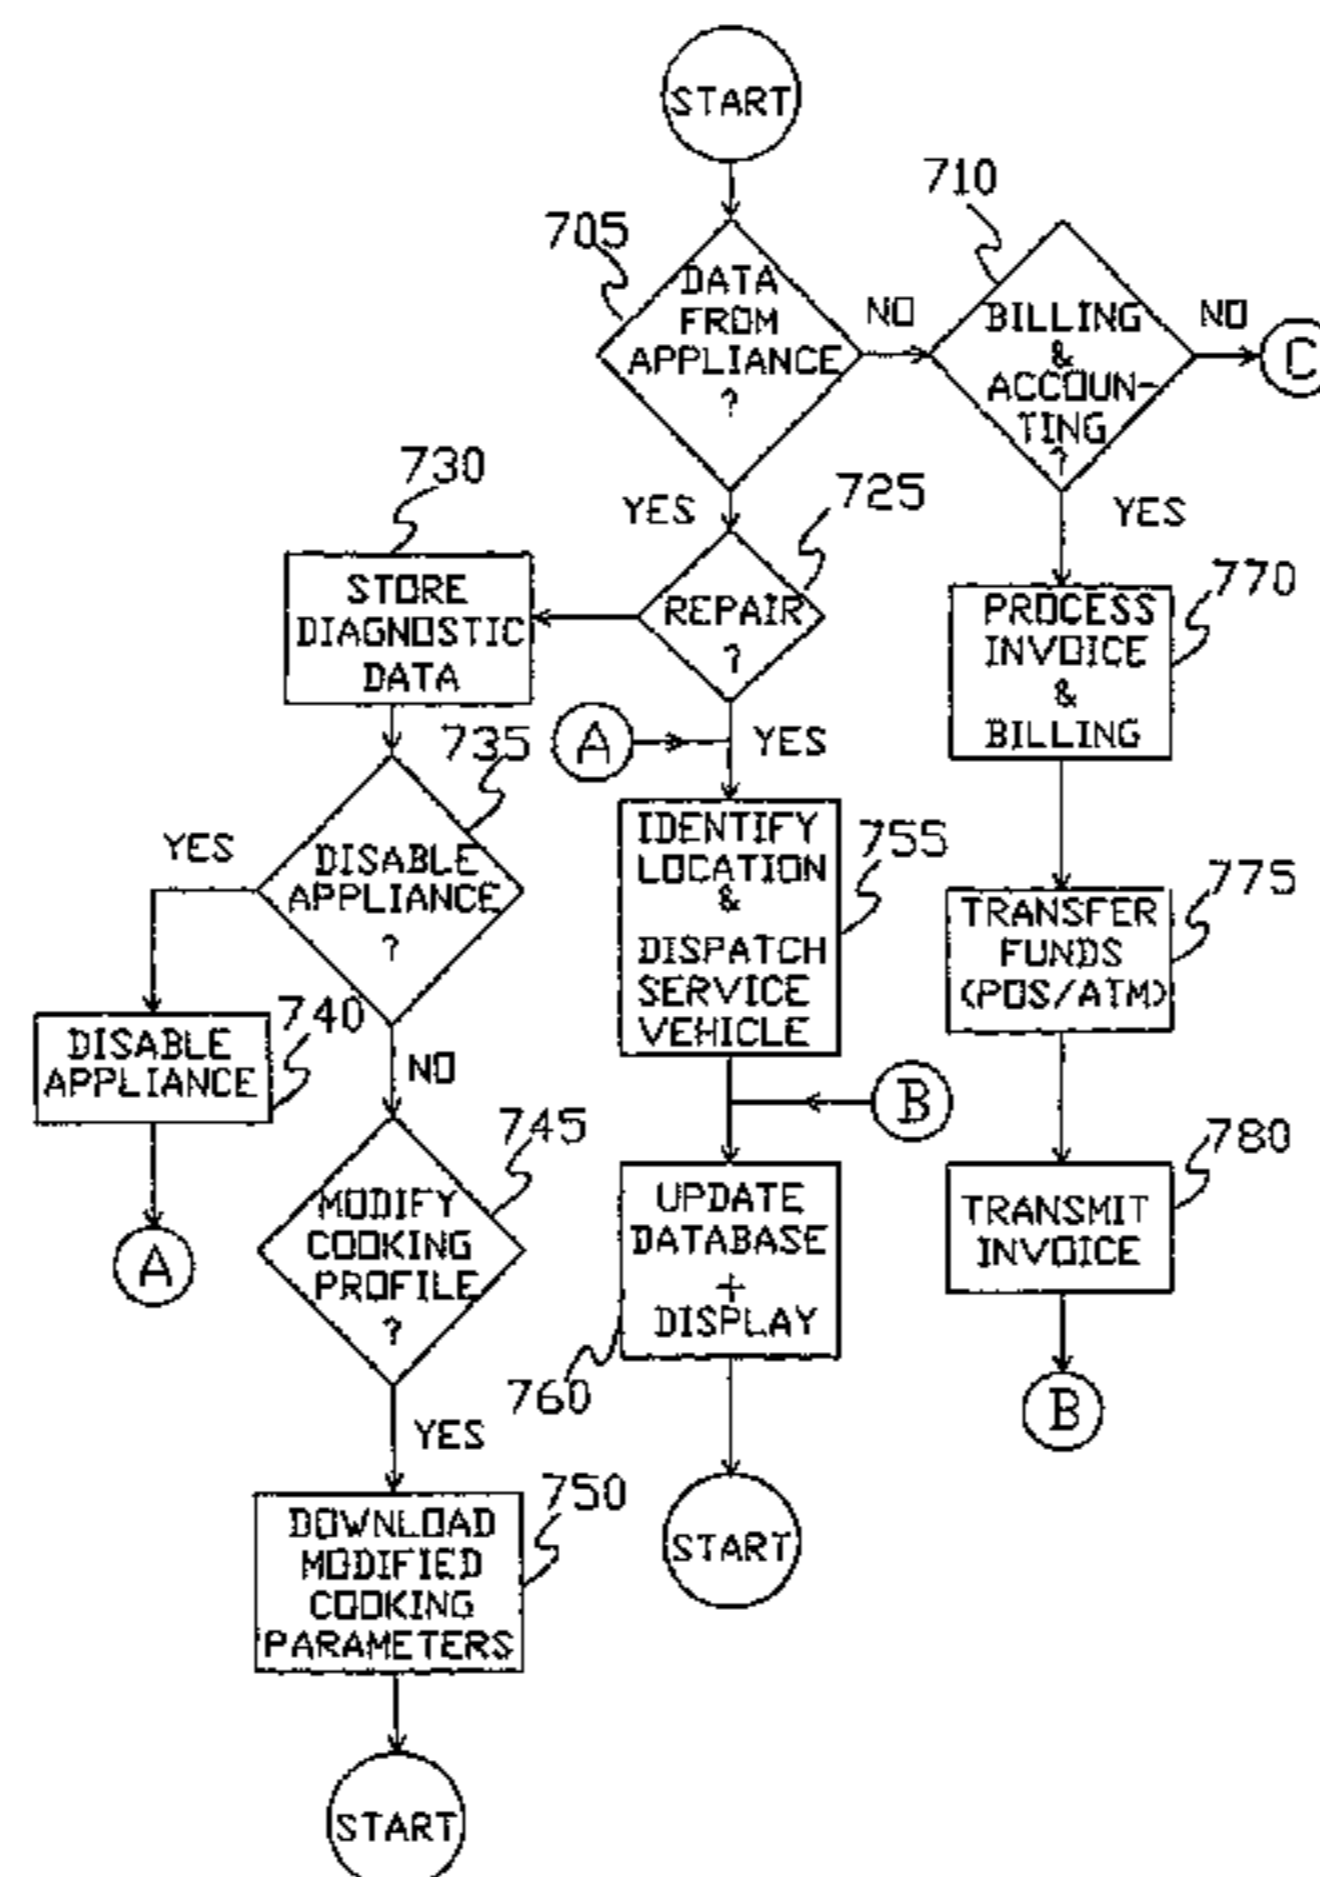 START
710
705
DATA
FROM
APPLIANCE
?
NO
BILLING
&
ACCOUN-
TING
?
NO
C
730
YES
725
YES
STORE
DIAGNOSTIC
DATA
REPAIR
?
770
PROCESS
INVOICE
&
BILLING
735
A
YES
YES
DISABLE
APPLIANCE
?
IDENTIFY
LOCATION
&
DISPATCH
SERVICE
VEHICLE
755
775
TRANSFER
FUNDS
(POS/ATM)
740
DISABLE
APPLIANCE
NO
B
745
780
MODIFY
COOKING
PROFILE
?
UPDATE
DATABASE
+
DISPLAY
TRANSMIT
INVOICE
A
760
B
YES
750
DOWNLOAD
MODIFIED
COOKING
PARAMETERS
START
START